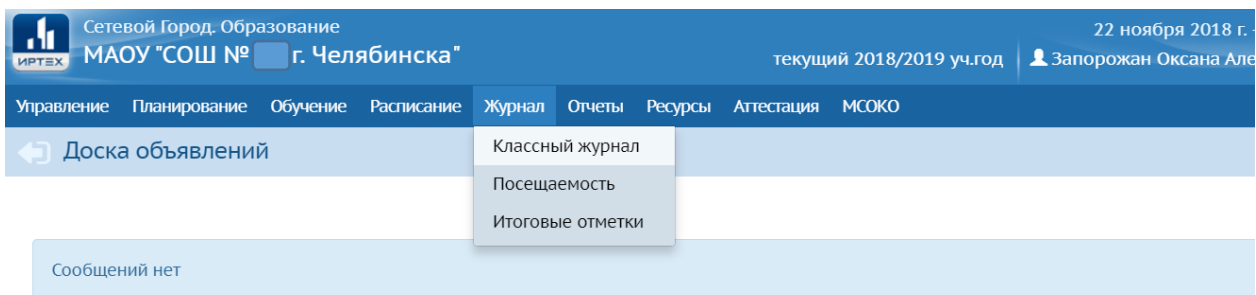 Сетевой Город. Образование
22 ноября 2018 г. -
ИРТЕХ
МАОУ "СОШ № г. Челябинска"
текущий 2018/2019 уч.год
Запорожан Оксана Але
Управление Планирование Обучение Расписание Журнал Отчеты Ресурсы Аттестация МСОКО
Доска объявлений
Классный журнал
Посещаемость
Итоговые отметки
Сообщений нет